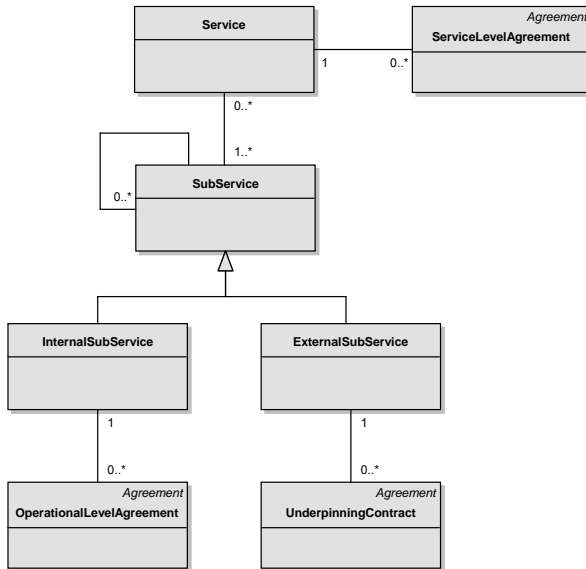 Service
Agreement
ServiceLevelAgreement
1
0..*
0..*
1..*
SubService
0..*
InternalSubService
ExternalSubService
1
1
0..*
0..*
Agreement
OperationalLevelAgreement
Agreement
UnderpinningContract